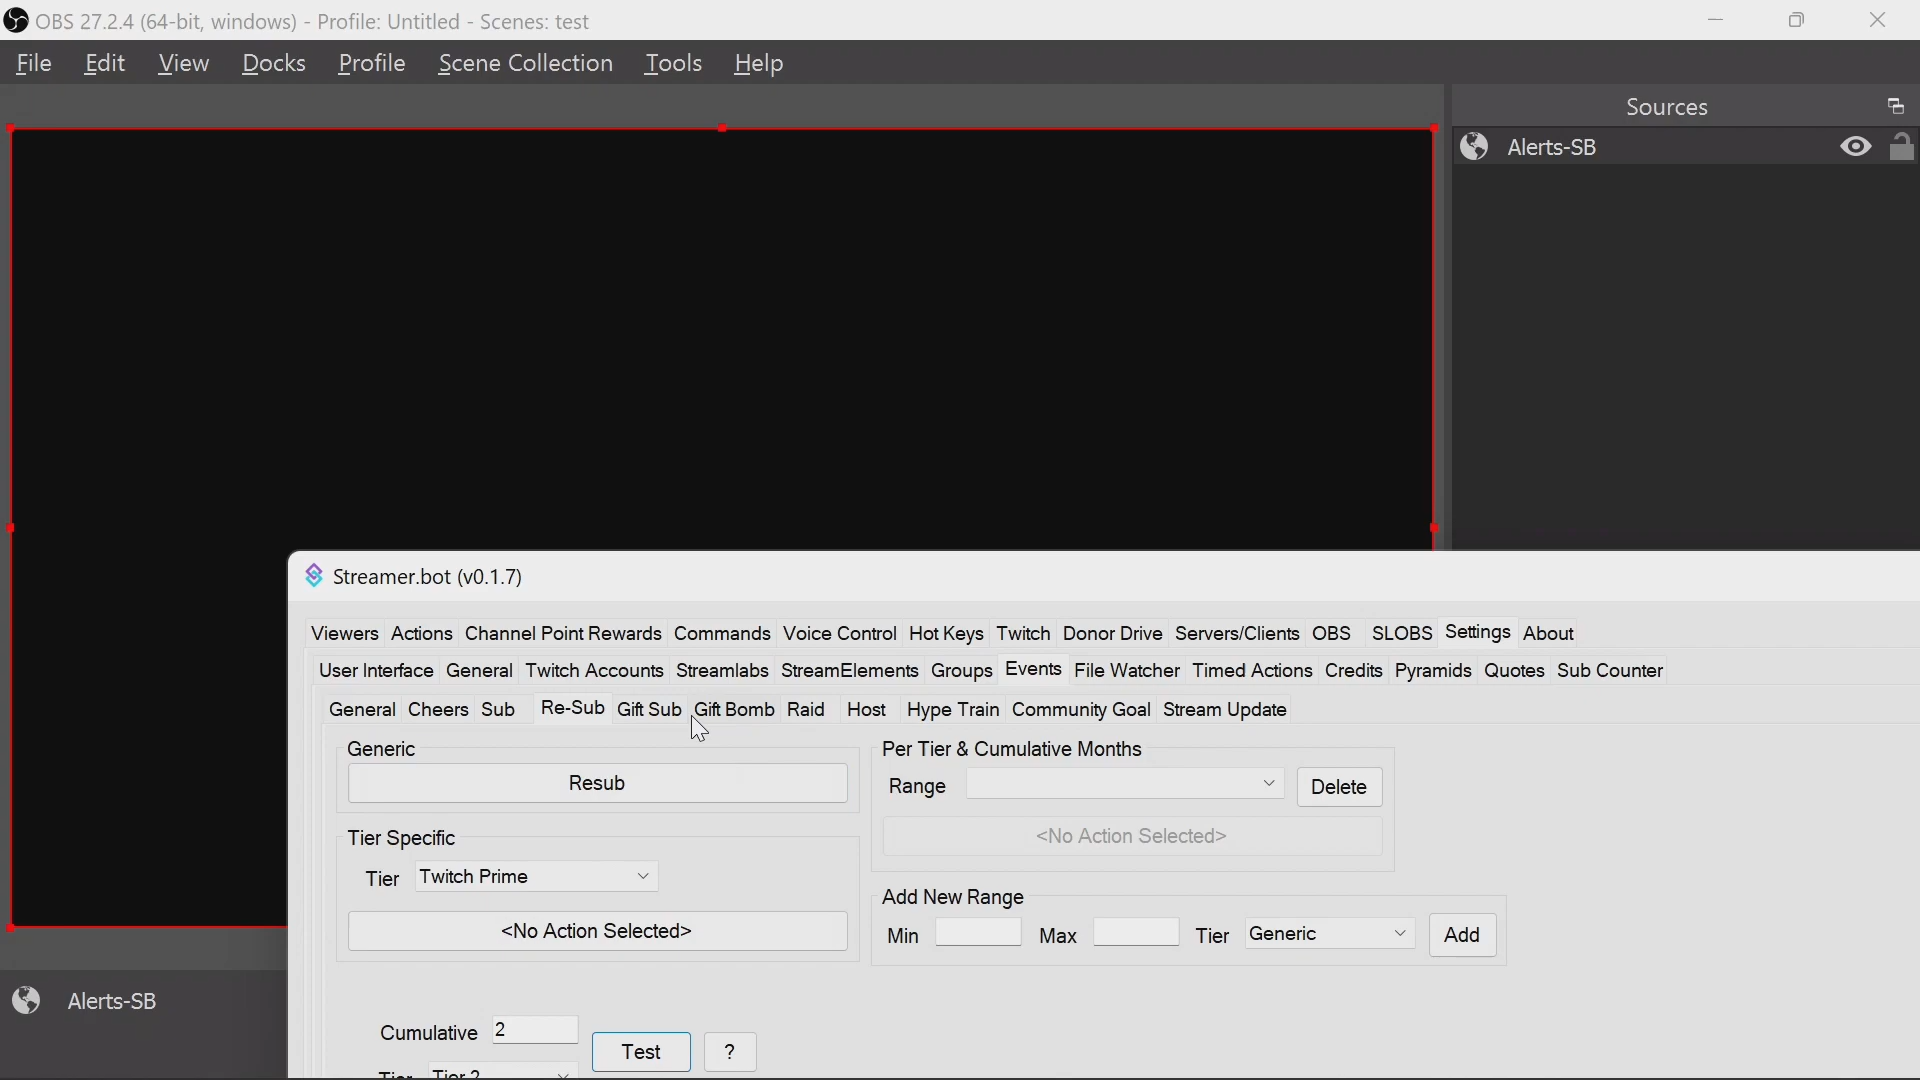 OBS 27.2.4 (64-bit, windows) - Profile: Untitled - Scenes: test
File Edit View Docks Profile Scene Collection Tools Help
Sources
Alerts-SB
Streamer.bot (v0.1.7)
Viewers Actions Channel Point Rewards Commands Voice Control Hot Keys Twitch Donor Drive Servers/Clients OBS SLOBS Settings About
User Interface General Twitch Accounts Streamlabs StreamElements Groups Events File Watcher Timed Actions Credits Pyramids Quotes Sub Counter
General Cheers Sub Re-Sub Gift Sub Gift Bomb Raid Host Hype Train Community Goal Stream Update
Generic
Resub
Tier Specific
Tier Twitch Prime
<No Action Selected>
Per Tier & Cumulative Months
Range Delete
<No Action Selected>
Add New Range
Min Max Tier Generic Add
Alerts-SB
Cumulative 2
Test ?
Tier Tier 2